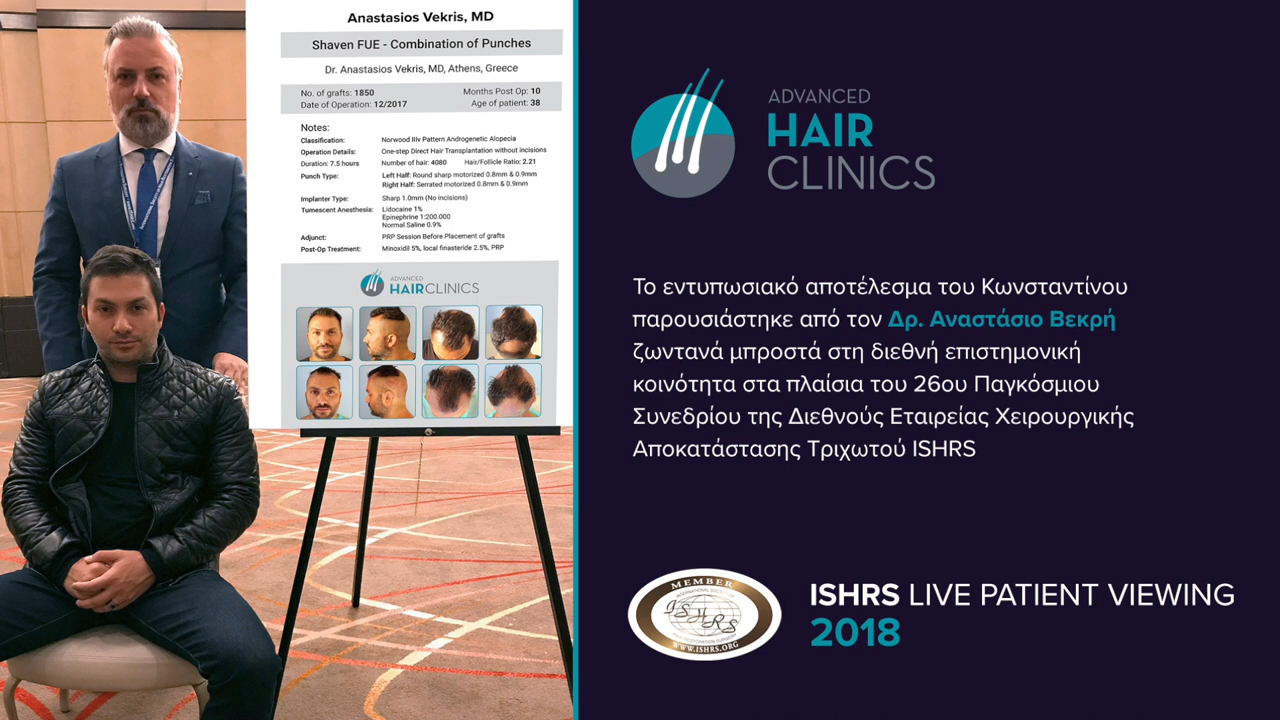 Anastasios Vekris, MD
Shaven FUE - Combination of Punches
Dr. Anastasios Vekris, MD, Athens, Greece
No. of grafts: 1850 Months Post Op: 10
Date of Operation: 12/2017 Age of patient: 38
Notes:
Classification: Norwood IIIv Pattern Androgenetic Alopecia
Operation Details: One-step Direct Hair Transplantation without incisions
Duration: 7.5 hours Number of hair: 4080 Hair/Follicle Ratio: 2.21
Punch Type: Left Half: Round sharp motorized 0.8mm & 0.9mm
Right Half: Serrated motorized 0.8mm & 0.9mm
Implanter Type: Sharp 1.0mm (No incisions)
Tumescent Anesthesia: Lidocaine 1%
Epinephrine 1:200.000
Normal Saline 0.9%
Adjunct: PRP Session Before Placement of grafts
Post-Op Treatment: Minoxidil 5%, local finasteride 2.5%, PRP
ADVANCED
HAIRCLINICS
ADVANCED
HAIR
CLINICS
Το εντυπωσιακό αποτέλεσμα του Κωνσταντίνου
παρουσιάστηκε από τον Δρ. Αναστάσιο Βεκρή
ζωντανά μπροστά στη διεθνή επιστημονική
κοινότητα στα πλαίσια του 26ου Παγκόσμιου
Συνεδρίου της Διεθνούς Εταιρείας Χειρουργικής
Αποκατάστασης Τριχωτού ISHRS
MEMBER
INTERNATIONAL SOCIETY OF
ISHRS
HAIR RESTORATION SURGERY
WWW.ISHRS.ORG
ISHRS LIVE PATIENT VIEWING
2018